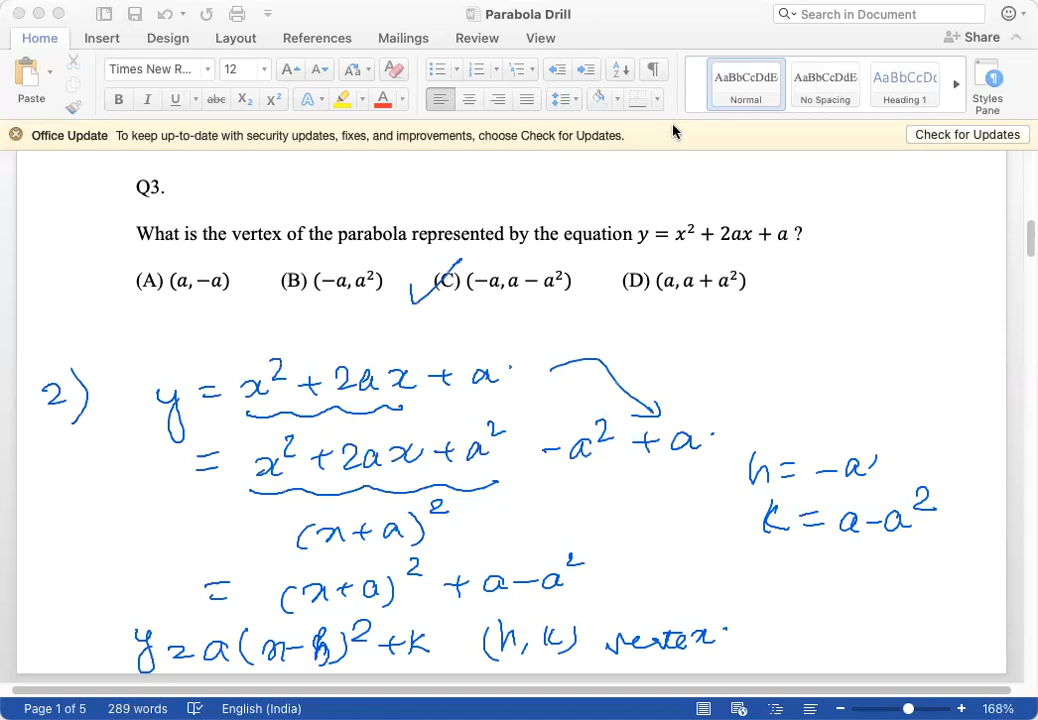 Parabola Drill
Search in Document
Home Insert Design Layout References Mailings Review View Share
Times New R... 12 AaBbCcDdE AaBbCcDdE AaBbCcDc
Paste B I U abc X₂ X² A A Normal No Spacing Heading 1 Styles Pane
Office Update To keep up-to-date with security updates, fixes, and improvements, choose Check for Updates. Check for Updates
Q3.
What is the vertex of the parabola represented by the equation y = x² + 2ax + a ?
(A) (a, −a) (B) (−a, a²) (C) (−a, a − a²) (D) (a, a + a²)
2) y = x² + 2ax + a.
= x² + 2ax + a² - a² + a.
h = -a
(x+a)²
k = a-a²
= (x+a)² + a - a²
y = a(x-h)² + k (h, k) vertex.
Page 1 of 5 289 words English (India) 168%